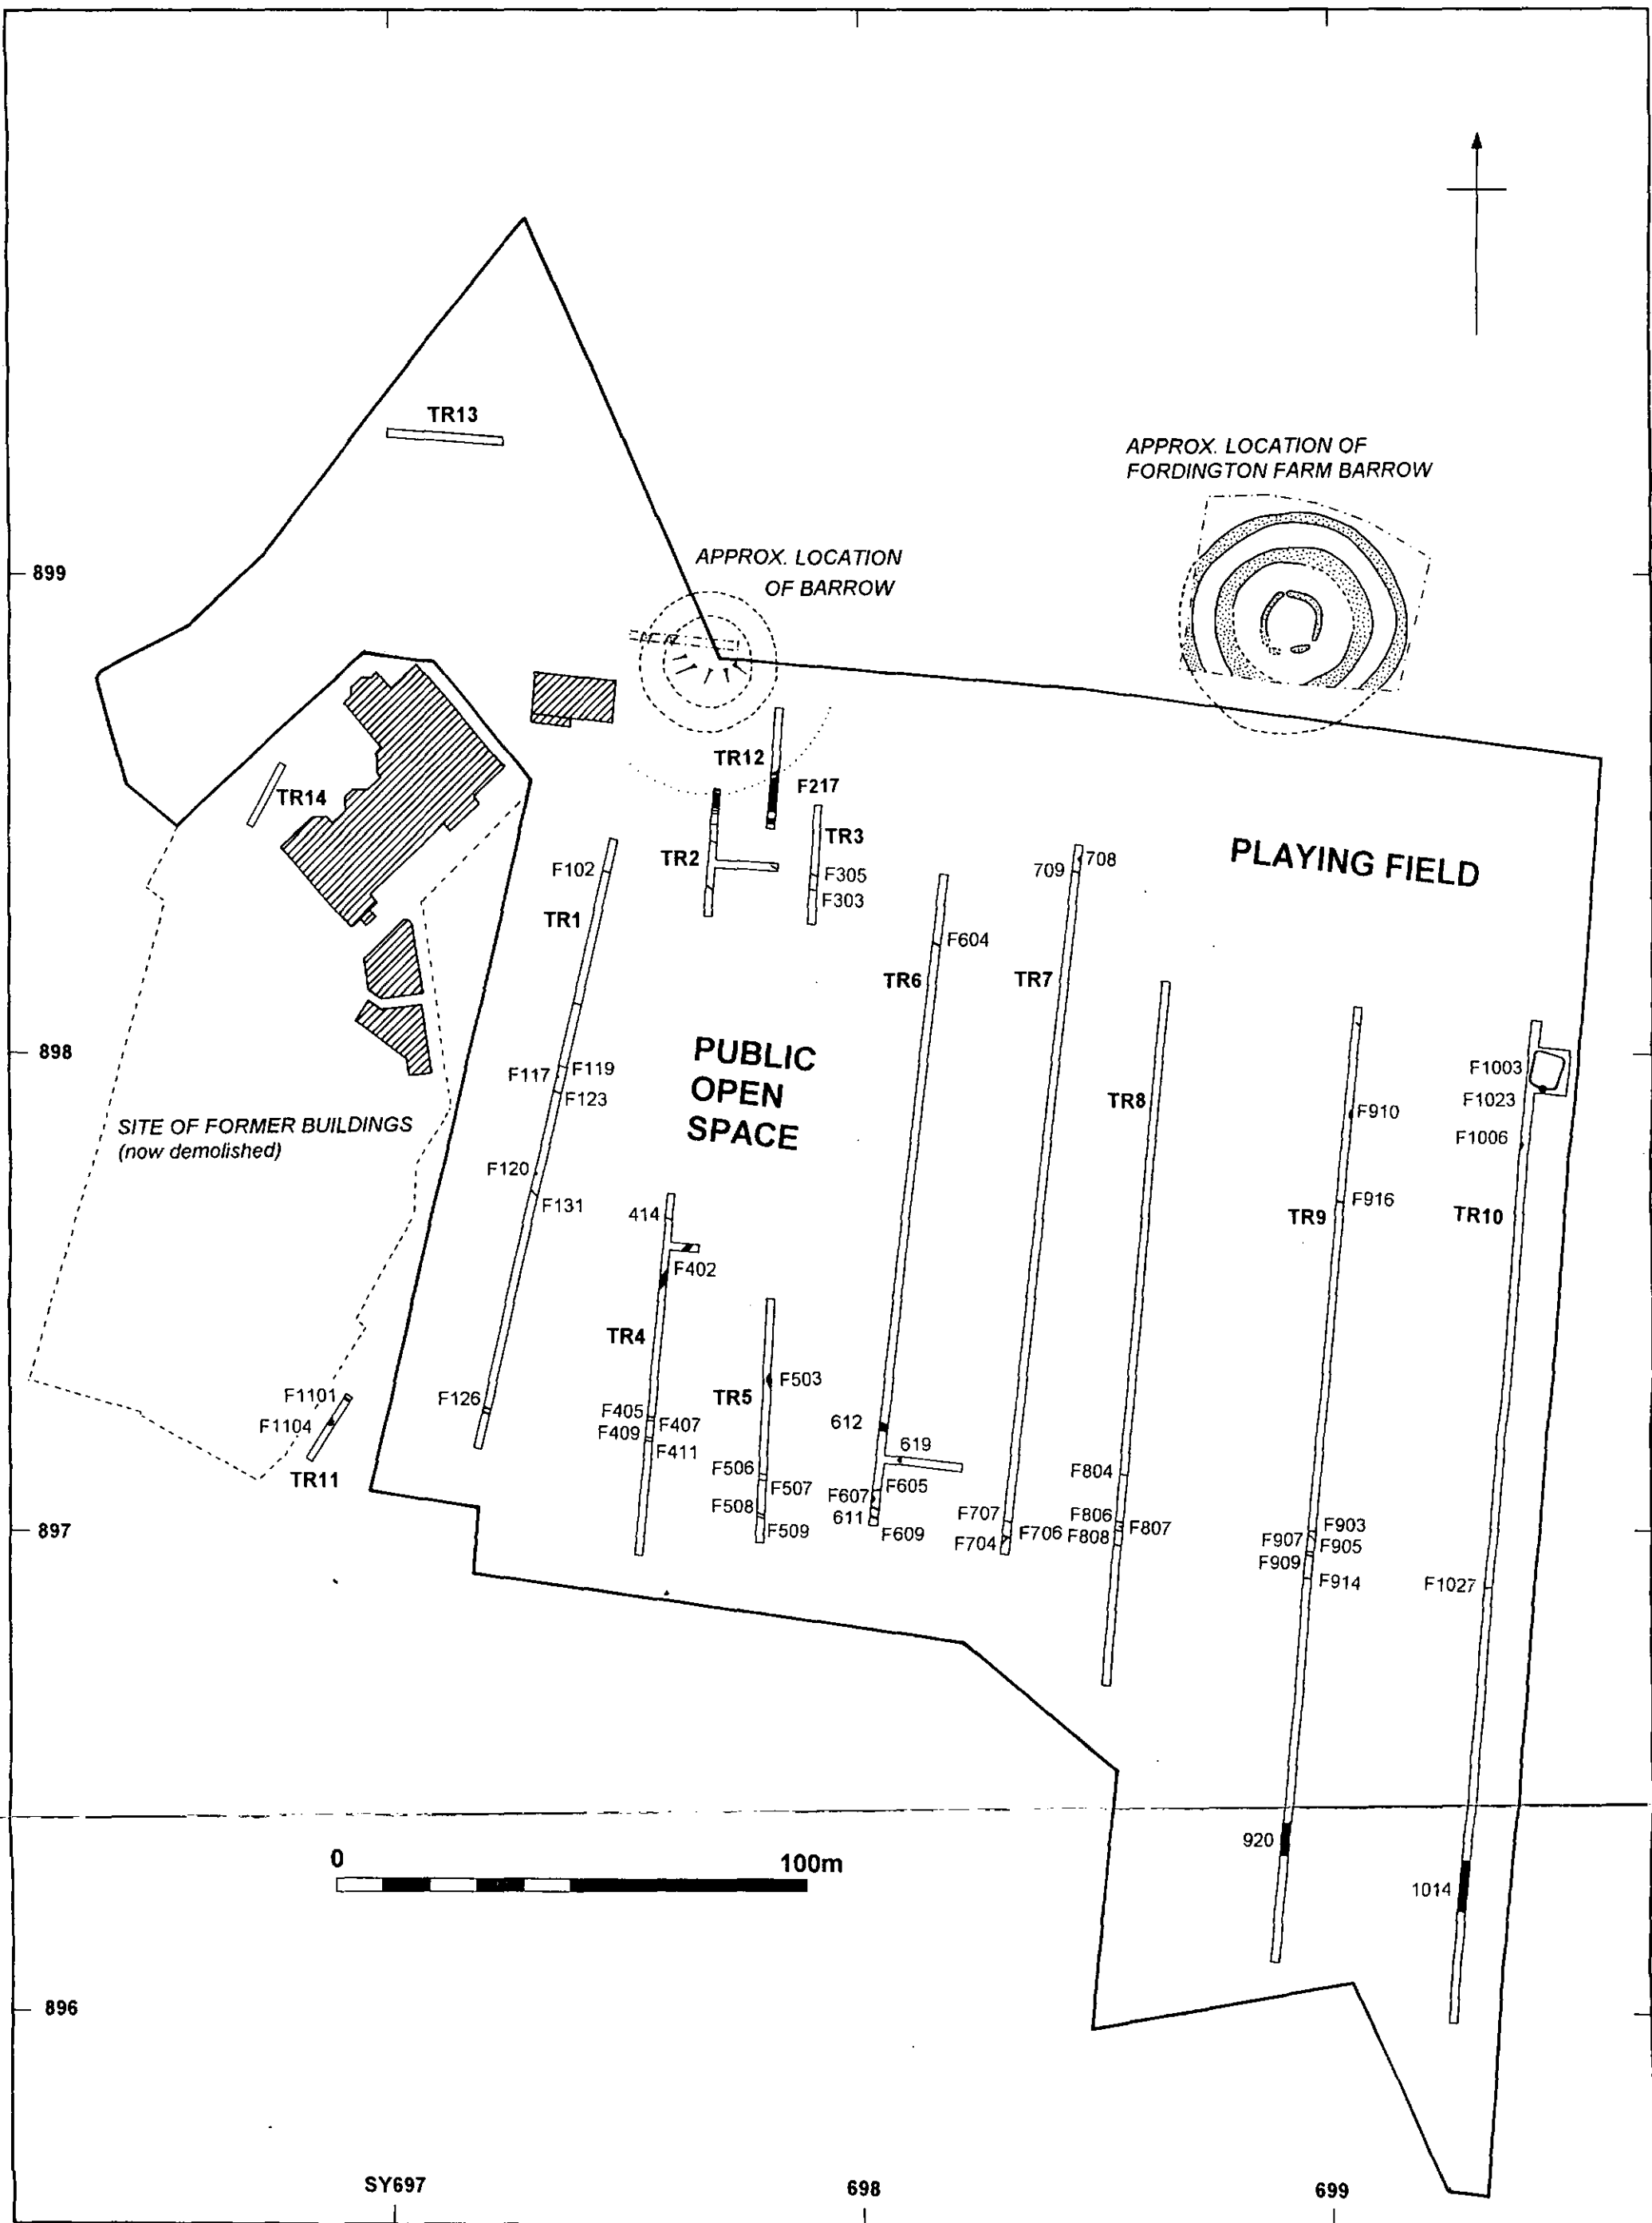 TR13
APPROX. LOCATION OF
FORDINGTON FARM BARROW
APPROX. LOCATION
OF BARROW
899
TR12
F217
TR14
TR3
TR2
F305
F303
F102
TR1
708
709
PLAYING FIELD
F604
TR6
TR7
PUBLIC
OPEN
SPACE
898
F117
F119
F123
TR8
F1003
F1023
F910
F1006
SITE OF FORMER BUILDINGS
(now demolished)
F120
F131
414
F916
TR9
TR10
F402
TR4
F1101
F1104
TR11
F126
TR5
F503
F405
F407
F409
F411
612
619
F506
F507
F508
F509
F605
F607
611
F609
F804
F707
F706
F704
F806
F807
F808
897
F903
F907
F905
F909
F914
F1027
0
100m
920
1014
896
SY697
698
699